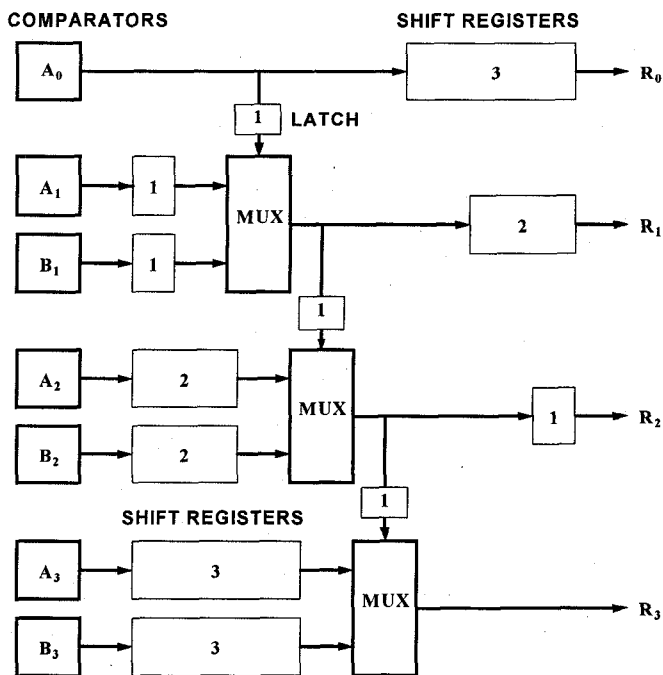 COMPARATORS
SHIFT REGISTERS
A0
3
R0
1
LATCH
A1
1
MUX
2
R1
B1
1
1
A2
2
MUX
1
R2
B2
2
1
SHIFT REGISTERS
A3
3
MUX
R3
B3
3